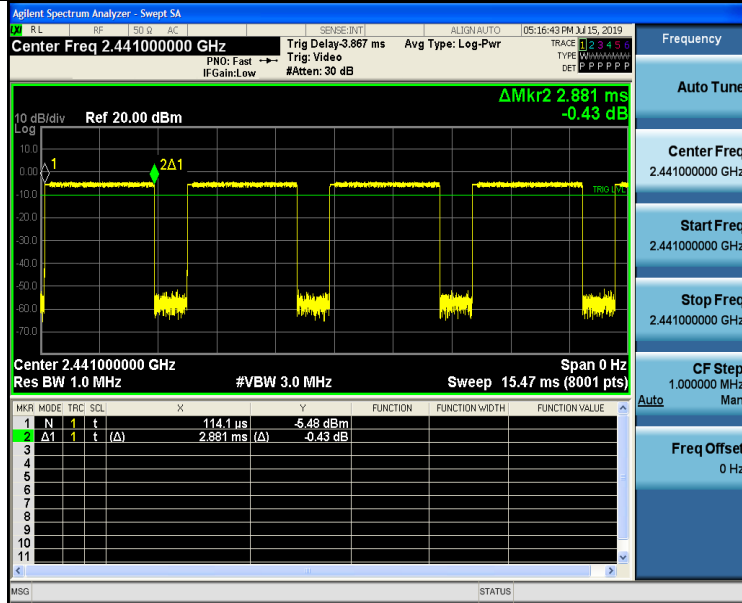 Agilent Spectrum Analyzer - Swept SA
LXI RL RF 50 Ω AC SENSE:INT ALIGN AUTO 05:16:43 PM Jul 15, 2019
Center Freq 2.441000000 GHz
PNO: Fast
IFGain:Low
Trig Delay-3.867 ms
Trig: Video
#Atten: 30 dB
Avg Type: Log-Pwr
TRACE 1 2 3 4 5 6
TYPE
DET P P P P P P
ΔMkr2 2.881 ms
-0.43 dB
10 dB/div Ref 20.00 dBm
Log
10.0
0.00
-10.0
-20.0
-30.0
-40.0
-50.0
-60.0
-70.0
1
2Δ1
TRIG LVL
Center 2.441000000 GHz Span 0 Hz
Res BW 1.0 MHz #VBW 3.0 MHz Sweep 15.47 ms (8001 pts)
MKR MODE TRC SCL X Y FUNCTION FUNCTION WIDTH FUNCTION VALUE
1 N 1 t 114.1 µs -5.48 dBm
2 Δ1 1 t (Δ) 2.881 ms (Δ) -0.43 dB
3
4
5
6
7
8
9
10
11
MSG STATUS
Frequency
Auto Tune
Center Freq
2.441000000 GHz
Start Freq
2.441000000 GHz
Stop Freq
2.441000000 GHz
CF Step
1.000000 MHz
Auto Man
Freq Offset
0 Hz